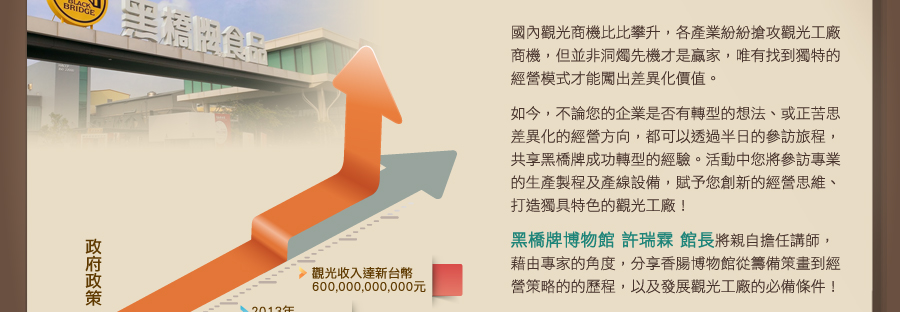 BLACK
BRIDGE
黑橋牌食品
政府政策
觀光收入達新台幣
600,000,000,000元
2013年
國內觀光商機比比攀升，各產業紛紛搶攻觀光工廠
商機，但並非洞燭先機才是贏家，唯有找到獨特的
經營模式才能闖出差異化價值。
如今，不論您的企業是否有轉型的想法、或正苦思
差異化的經營方向，都可以透過半日的參訪旅程，
共享黑橋牌成功轉型的經驗。活動中您將參訪專業
的生產製程及產線設備，賦予您創新的經營思維、
打造獨具特色的觀光工廠！
黑橋牌博物館 許瑞霖 館長將親自擔任講師，
藉由專家的角度，分享香腸博物館從籌備策畫到經
營策略的的歷程，以及發展觀光工廠的必備條件！